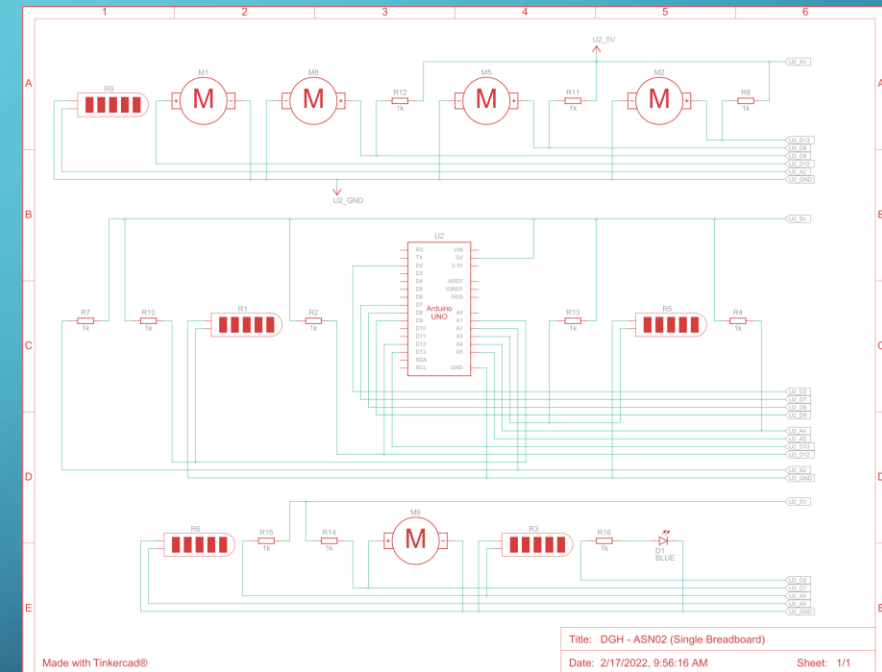 1 2 3 4 5 6
U2_5V
A A
R9 M1 M8 R12 M5 R11 M2 R8
M M M M
1k 1k 1k
U2_5V
U2_D13
U2_D8
U2_D9
U2_D12
U2_A2
U2_GND
U2_GND
B B
U2_5V
U2
RX VIN
TX 5V
D2 3.3V
D3
D4 AREF
D5 IOREF
D6 RES
D7
D8 A0
D9 A1
D10 A2
D11 A3
D12 A4
D13 A5
SDA
SCL GND
Arduino
UNO
C C
R7 R10 R1 R2 R13 R5 R4
1k 1k 1k 1k 1k
U2_D2
U2_D7
U2_D8
U2_D9
U2_A4
U2_A5
U2_D13
U2_D12
U2_A2
U2_GND
D D
U2_5V
R6 R15 R14 M6 R3 R16
M
1k 1k 1k
D1
BLUE
U2_D2
U2_D7
U2_A5
U2_A4
U2_GND
E E
Title: DGH - ASN02 (Single Breadboard)
Made with Tinkercad®
Date: 2/17/2022, 9:56:16 AM Sheet: 1/1